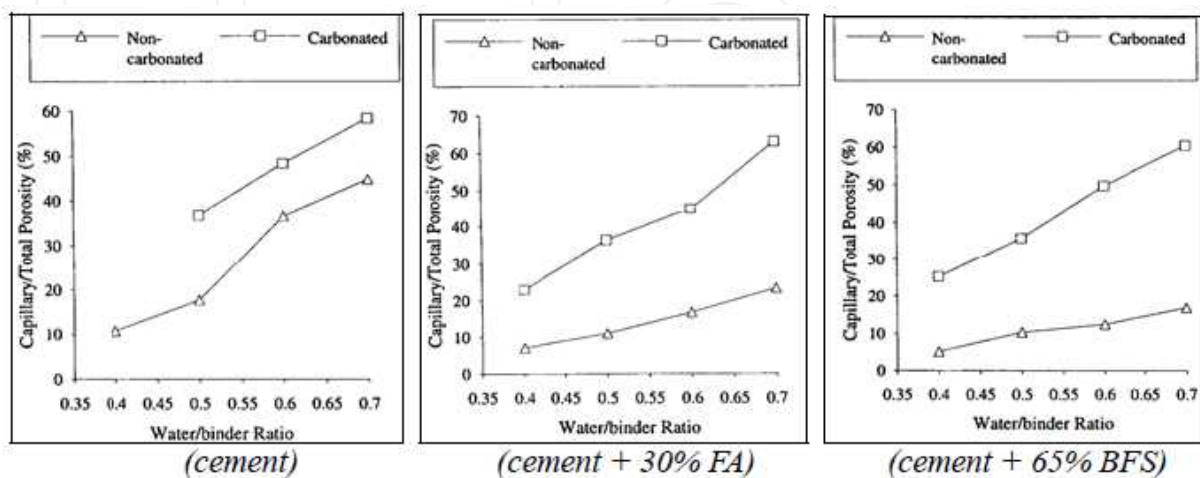 Non-carbonated
Carbonated
Capillary/Total Porosity (%)
60
50
40
30
20
10
0
0.35 0.4 0.45 0.5 0.55 0.6 0.65 0.7
Water/binder Ratio
(cement)
Non-
carbonated
Carbonated
Capillary/Total Porosity (%)
70
60
50
40
30
20
10
0
0.35 0.4 0.45 0.5 0.55 0.6 0.65 0.7
Water/binder Ratio
(cement + 30% FA)
Non-
carbonated
Carbonated
Capillary/Total Porosity (%)
70
60
50
40
30
20
10
0
0.35 0.4 0.45 0.5 0.55 0.6 0.65 0.7
Water/binder Ratio
(cement + 65% BFS)